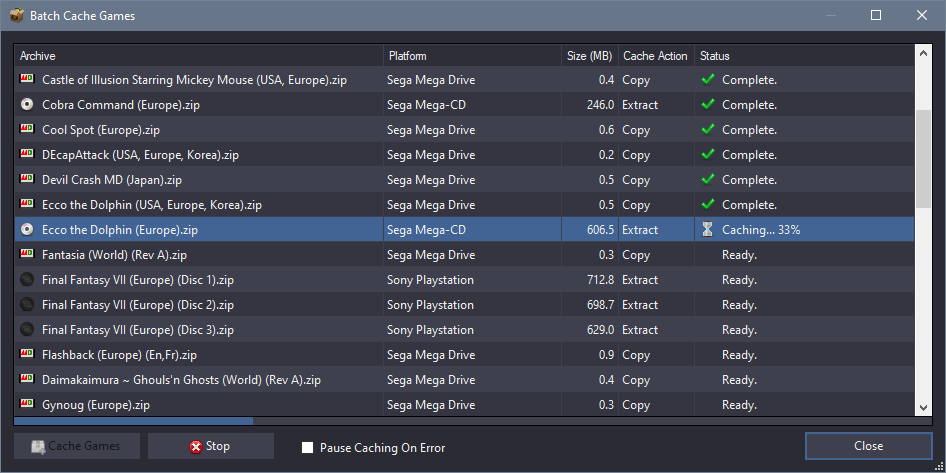 Batch Cache Games
Archive Platform Size (MB) Cache Action Status
Castle of Illusion Starring Mickey Mouse (USA, Europe).zip Sega Mega Drive 0.4 Copy Complete.
Cobra Command (Europe).zip Sega Mega-CD 246.0 Extract Complete.
Cool Spot (Europe).zip Sega Mega Drive 0.6 Copy Complete.
DEcapAttack (USA, Europe, Korea).zip Sega Mega Drive 0.2 Copy Complete.
Devil Crash MD (Japan).zip Sega Mega Drive 0.5 Copy Complete.
Ecco the Dolphin (USA, Europe, Korea).zip Sega Mega Drive 0.5 Copy Complete.
Ecco the Dolphin (Europe).zip Sega Mega-CD 606.5 Extract Caching... 33%
Fantasia (World) (Rev A).zip Sega Mega Drive 0.3 Copy Ready.
Final Fantasy VII (Europe) (Disc 1).zip Sony Playstation 712.8 Extract Ready.
Final Fantasy VII (Europe) (Disc 2).zip Sony Playstation 698.7 Extract Ready.
Final Fantasy VII (Europe) (Disc 3).zip Sony Playstation 629.0 Extract Ready.
Flashback (Europe) (En,Fr).zip Sega Mega Drive 0.9 Copy Ready.
Daimakaimura ~ Ghouls'n Ghosts (World) (Rev A).zip Sega Mega Drive 0.4 Copy Ready.
Gynoug (Europe).zip Sega Mega Drive 0.3 Copy Ready.
Cache Games Stop Pause Caching On Error Close